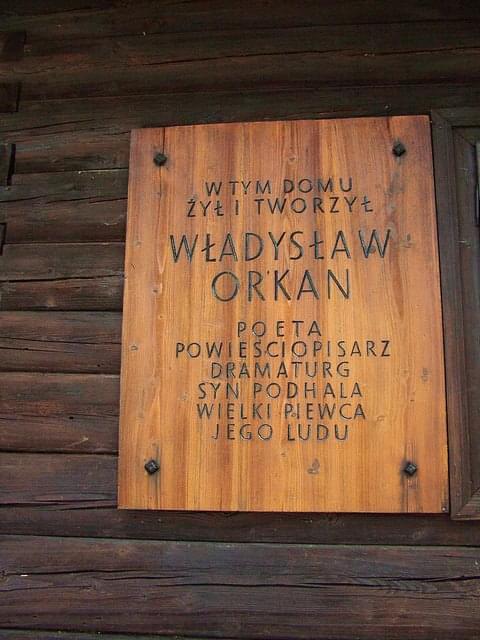 W TYM DOMU
ŻYŁ I TWORZYŁ
WŁADYSŁAW
ORKAN
POETA
POWIEŚCIOPISARZ
DRAMATURG
SYN PODHALA
WIELKI PIEWCA
JEGO LUDU